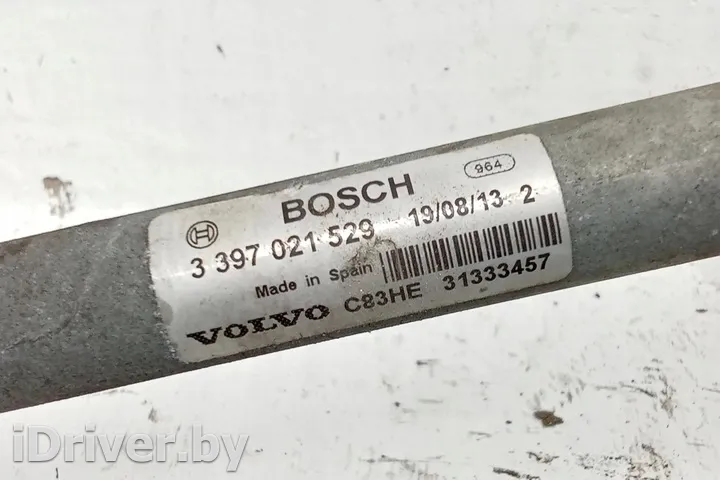 964
BOSCH
3 397 021 529 19/08/13 2
Made in Spain
VOLVO C83HE 31333457
iDriver.by